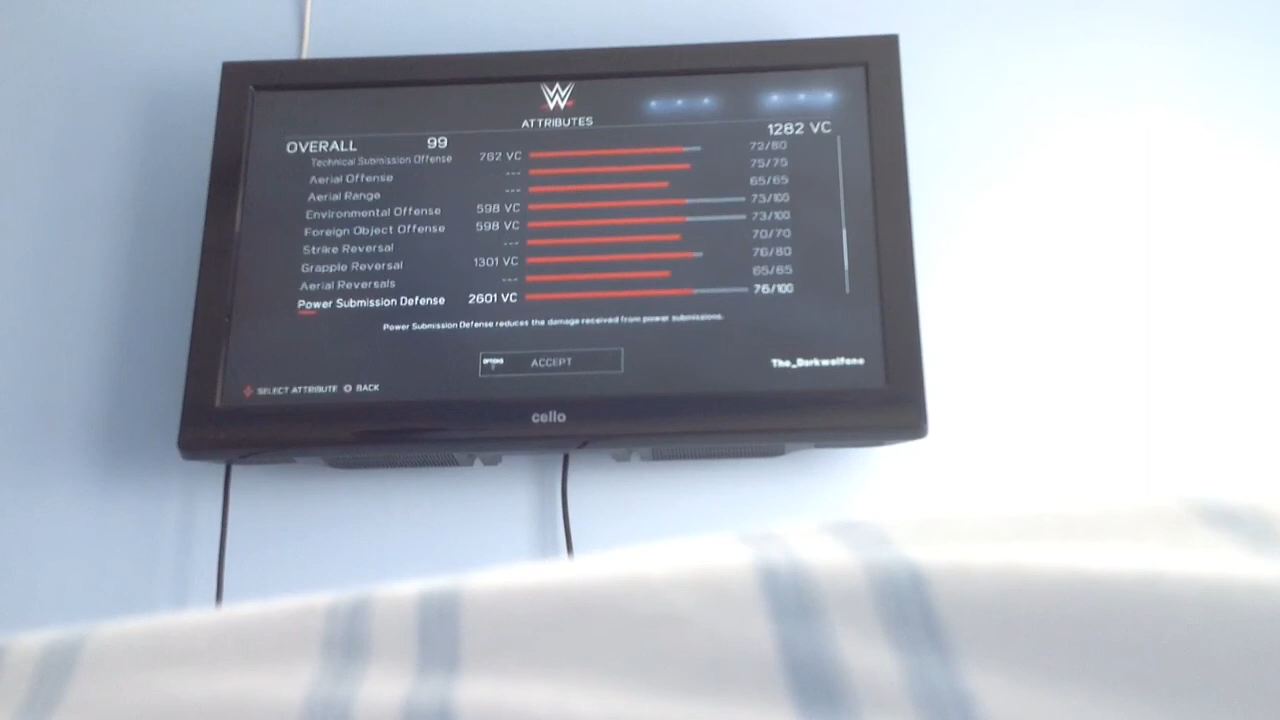 W
ATTRIBUTES
1282 VC
OVERALL 99
Technical Submission Offense 762 VC 72/80
Aerial Offense --- 75/75
Aerial Range --- 65/65
Environmental Offense 598 VC 73/100
Foreign Object Offense 598 VC 73/100
Strike Reversal --- 70/70
Grapple Reversal 1301 VC 76/80
Aerial Reversals --- 65/65
Power Submission Defense 2601 VC 76/100
Power Submission Defense reduces the damage received from power submissions.
OPTIONS ACCEPT
The_Darkwolfone
SELECT ATTRIBUTE BACK
cello